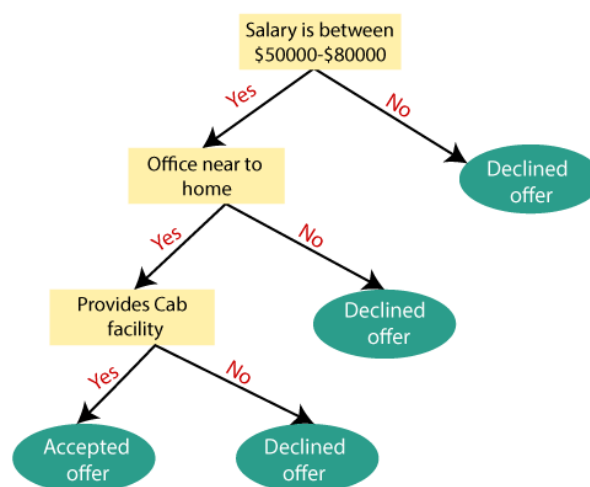 Salary is between
$50000-$80000
Yes
No
Office near to
home
Declined
offer
Yes
No
Provides Cab
facility
Declined
offer
Yes
No
Accepted
offer
Declined
offer